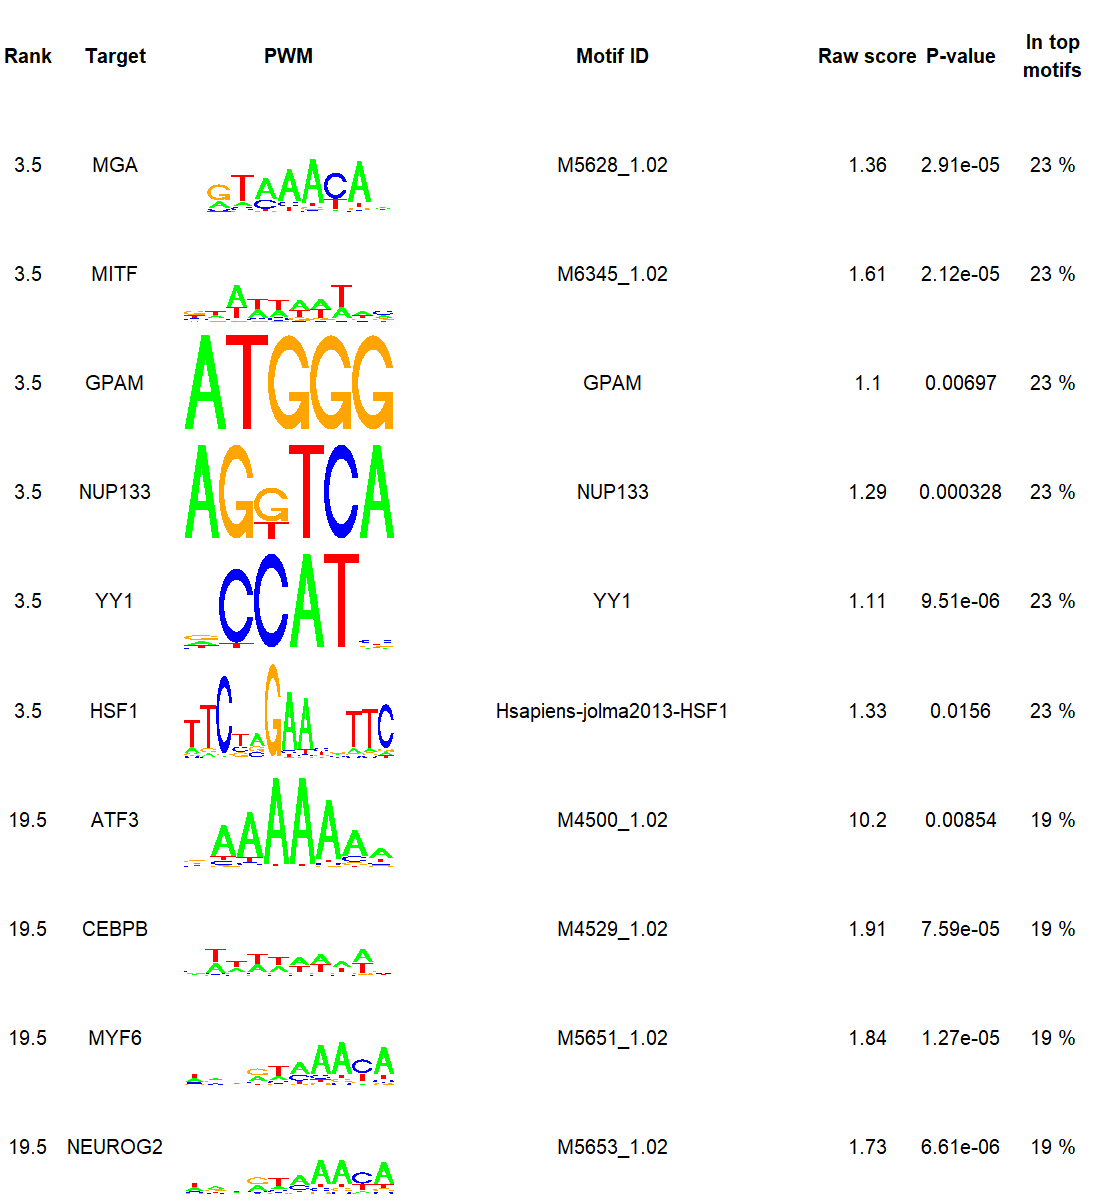 Rank Target PWM Motif ID Raw score P-value In top motifs
3.5 MGA GTAAACA M5628_1.02 1.36 2.91e-05 23 %
3.5 MITF M6345_1.02 1.61 2.12e-05 23 %
3.5 GPAM ATGGG GPAM 1.1 0.00697 23 %
3.5 NUP133 AGGTCA NUP133 1.29 0.000328 23 %
3.5 YY1 CCAT YY1 1.11 9.51e-06 23 %
3.5 HSF1 TTCTAGAA TTC Hsapiens-jolma2013-HSF1 1.33 0.0156 23 %
19.5 ATF3 AAAAAAA M4500_1.02 10.2 0.00854 19 %
19.5 CEBPB M4529_1.02 1.91 7.59e-05 19 %
19.5 MYF6 GTAAACA M5651_1.02 1.84 1.27e-05 19 %
19.5 NEUROG2 GTAAACA M5653_1.02 1.73 6.61e-06 19 %